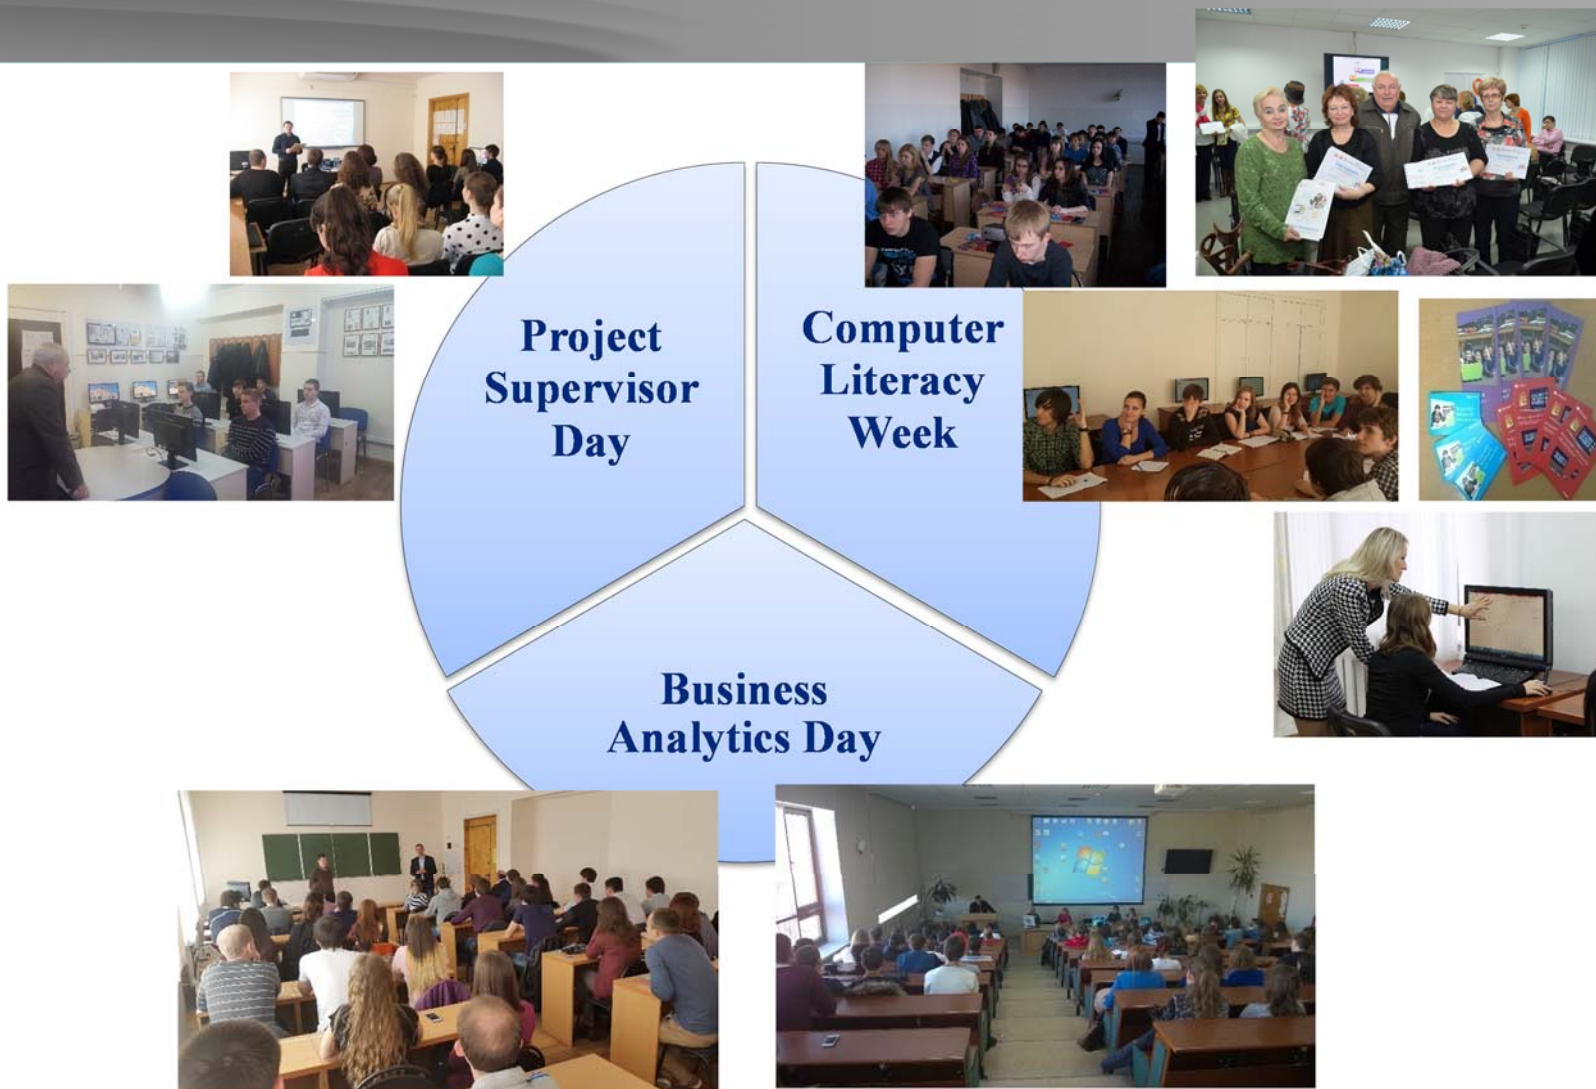 Project
Supervisor
Day
Computer
Literacy
Week
Business
Analytics Day